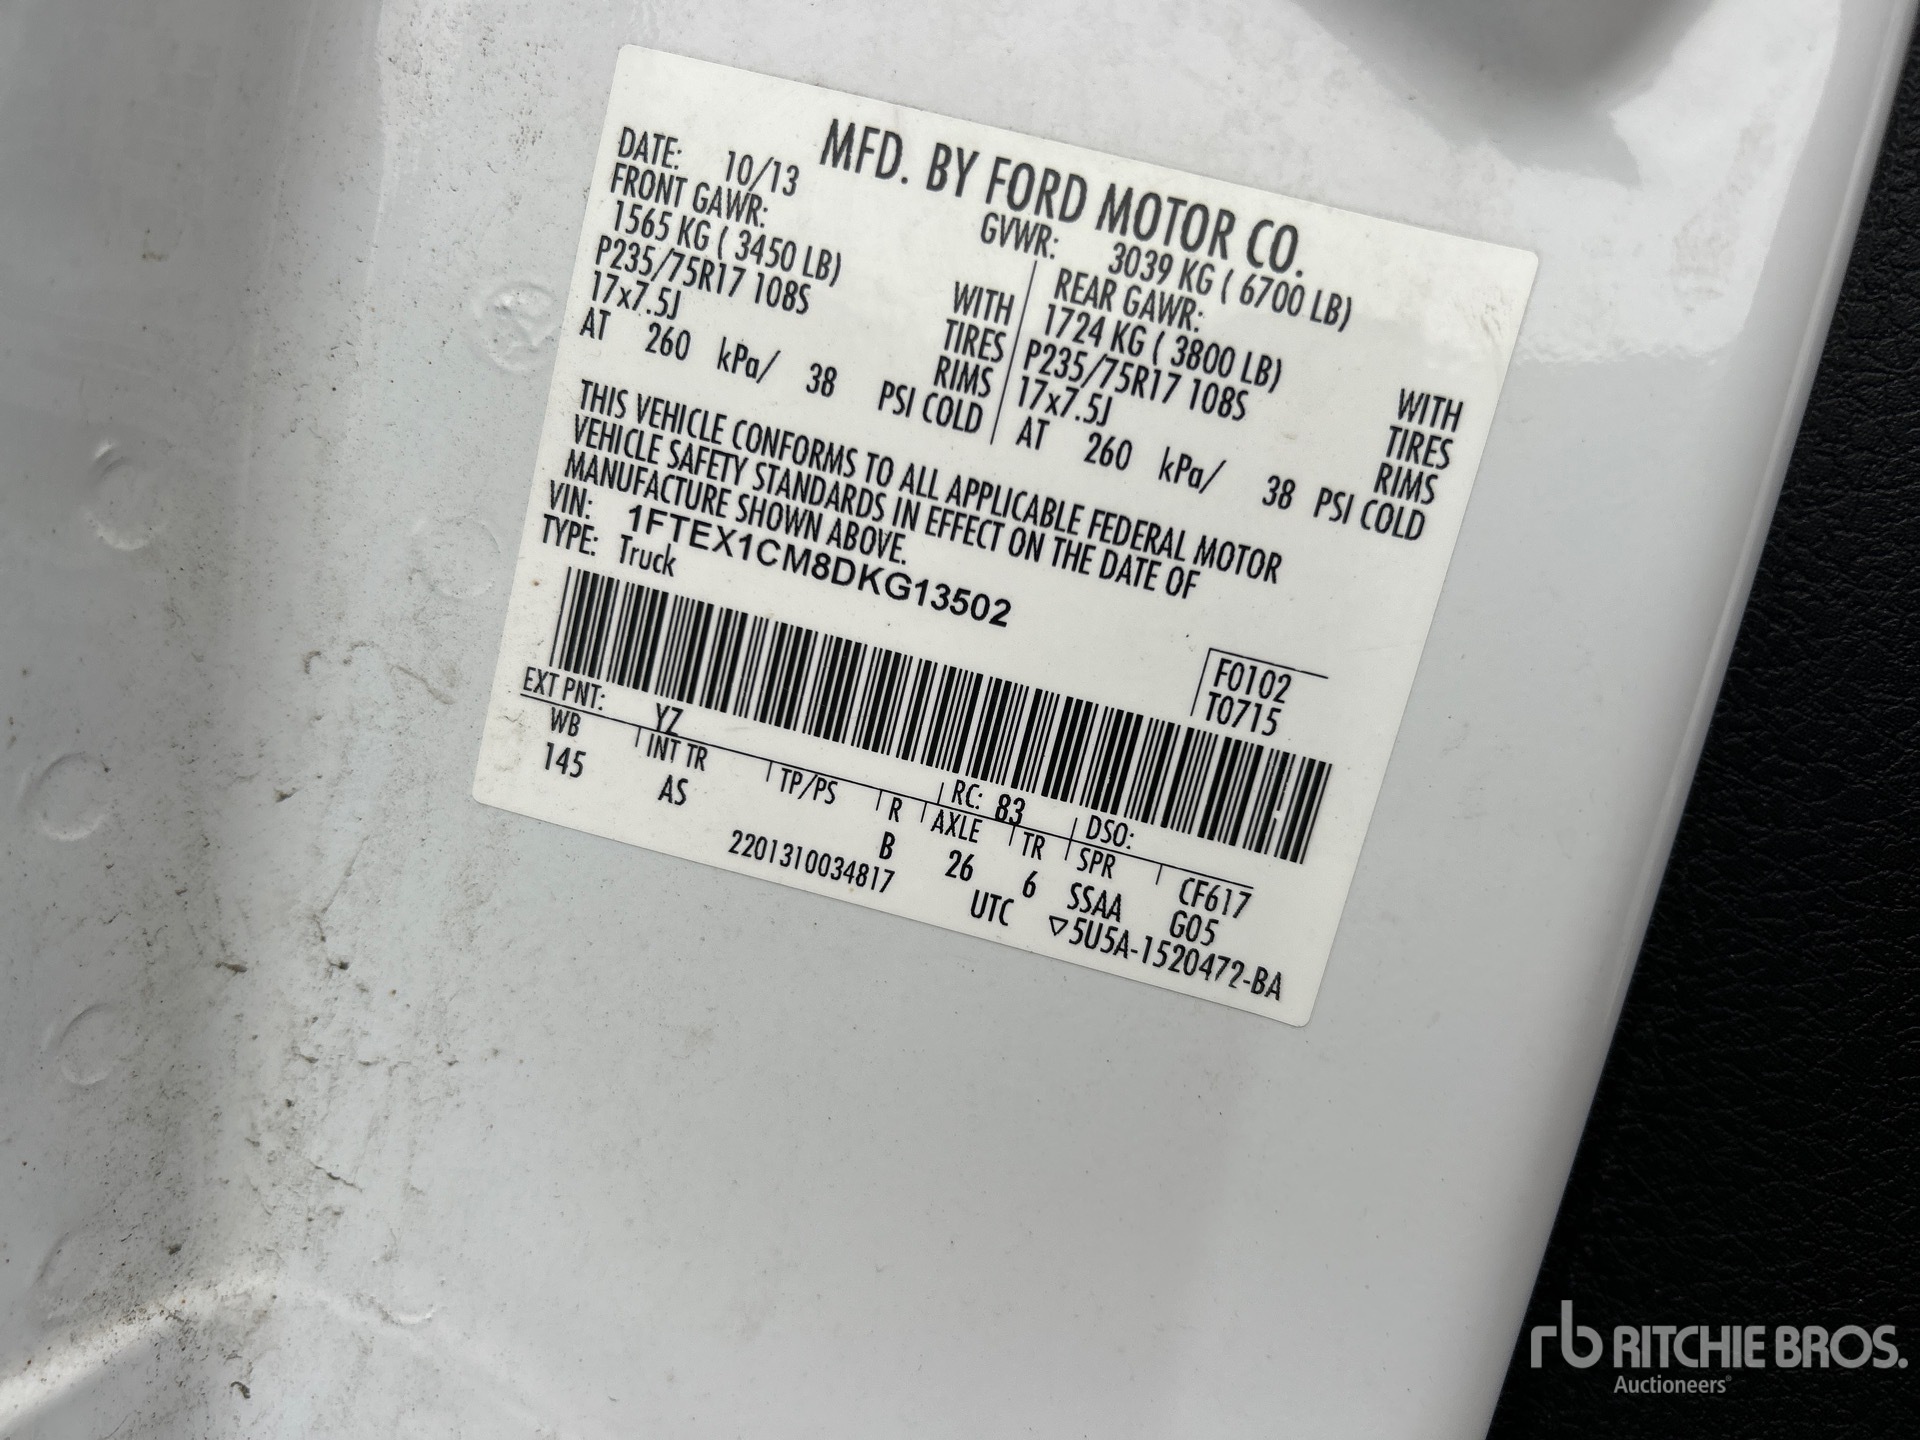 MFD. BY FORD MOTOR CO.
DATE: 10/13
GVWR: 3039 KG ( 6700 LB)
FRONT GAWR:
1565 KG ( 3450 LB) WITH
P235/75R17 108S TIRES
17x7.5J RIMS
AT 260 kPa/ 38 PSI COLD
REAR GAWR:
1724 KG ( 3800 LB) WITH
P235/75R17 108S TIRES
17x7.5J RIMS
AT 260 kPa/ 38 PSI COLD
THIS VEHICLE CONFORMS TO ALL APPLICABLE FEDERAL MOTOR
VEHICLE SAFETY STANDARDS IN EFFECT ON THE DATE OF
MANUFACTURE SHOWN ABOVE.
VIN: 1FTEX1CM8DKG13502
TYPE: Truck
F0102
T0715
EXT PNT: YZ RC: 83 DSO:
WB INT TR TP/PS R AXLE TR SPR CF617
145 AS B 26 6 SSAA G05
2201310034817 UTC ▽5U5A-1520472-BA
rb RITCHIE BROS.
Auctioneers